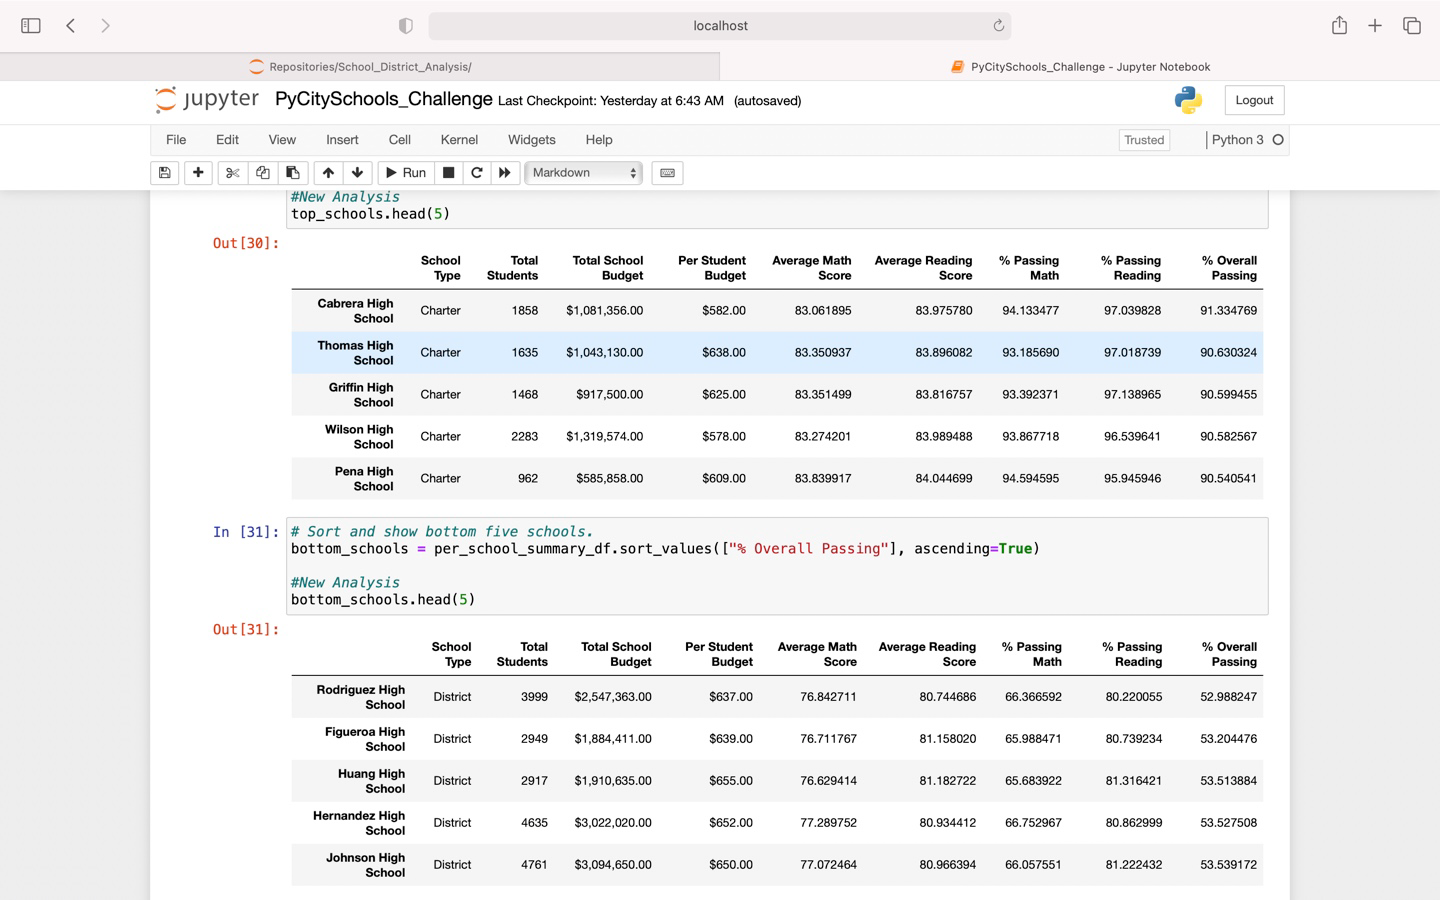 localhost
Repositories/School_District_Analysis/
PyCitySchools_Challenge - Jupyter Notebook
jupyter PyCitySchools_Challenge Last Checkpoint: Yesterday at 6:43 AM (autosaved)
Logout
File Edit View Insert Cell Kernel Widgets Help
Trusted
Python 3
Run
Markdown
#New Analysis
top_schools.head(5)
Out[30]:
School Type Total Students Total School Budget Per Student Budget Average Math Score Average Reading Score % Passing Math % Passing Reading % Overall Passing
Cabrera High School Charter 1858 $1,081,356.00 $582.00 83.061895 83.975780 94.133477 97.039828 91.334769
Thomas High School Charter 1635 $1,043,130.00 $638.00 83.350937 83.896082 93.185690 97.018739 90.630324
Griffin High School Charter 1468 $917,500.00 $625.00 83.351499 83.816757 93.392371 97.138965 90.599455
Wilson High School Charter 2283 $1,319,574.00 $578.00 83.274201 83.989488 93.867718 96.539641 90.582567
Pena High School Charter 962 $585,858.00 $609.00 83.839917 84.044699 94.594595 95.945946 90.540541
In [31]:
# Sort and show bottom five schools.
bottom_schools = per_school_summary_df.sort_values(["% Overall Passing"], ascending=True)
#New Analysis
bottom_schools.head(5)
Out[31]:
School Type Total Students Total School Budget Per Student Budget Average Math Score Average Reading Score % Passing Math % Passing Reading % Overall Passing
Rodriguez High School District 3999 $2,547,363.00 $637.00 76.842711 80.744686 66.366592 80.220055 52.988247
Figueroa High School District 2949 $1,884,411.00 $639.00 76.711767 81.158020 65.988471 80.739234 53.204476
Huang High School District 2917 $1,910,635.00 $655.00 76.629414 81.182722 65.683922 81.316421 53.513884
Hernandez High School District 4635 $3,022,020.00 $652.00 77.289752 80.934412 66.752967 80.862999 53.527508
Johnson High School District 4761 $3,094,650.00 $650.00 77.072464 80.966394 66.057551 81.222432 53.539172